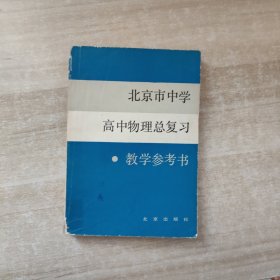 北京市中学
高中物理总复习
• 教学参考书
北京出版社